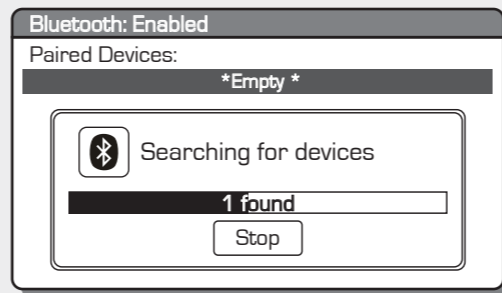 Bluetooth: Enabled
Paired Devices:
*Empty *
Searching for devices
1 found
Stop